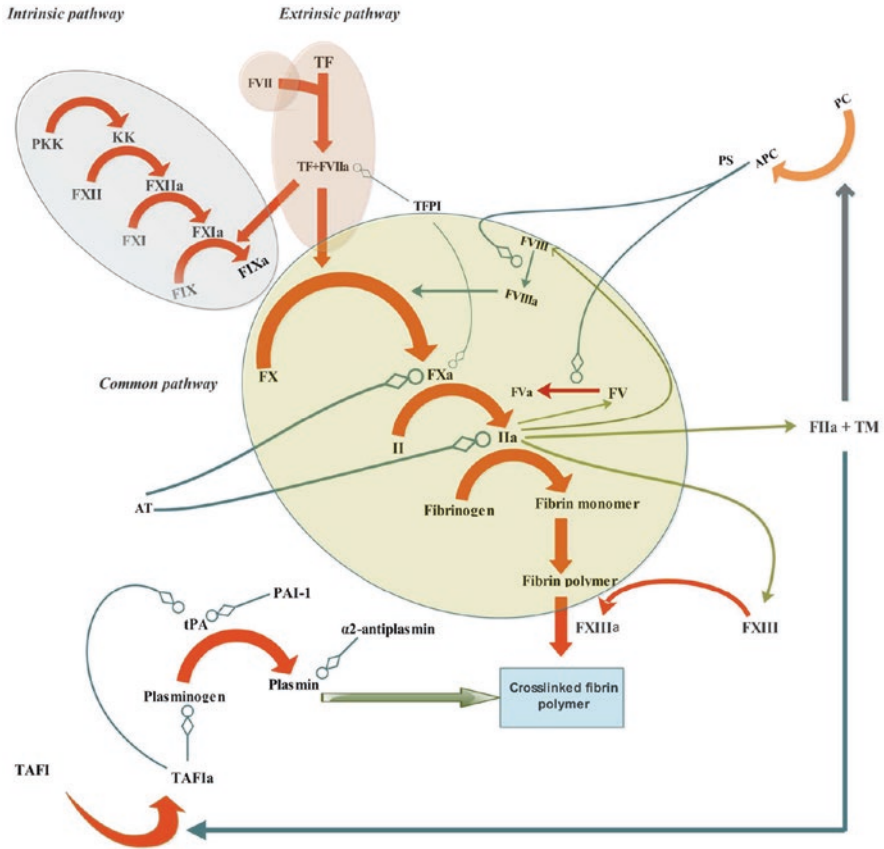 Intrinsic pathway
Extrinsic pathway
TF
FVII
PKK
KK
TF+FVIIa
FXII
FXIIa
FXI
FXIa
FIX
FIXa
PC
PS
APC
TFPI
FVIII
FVIIIa
Common pathway
FX
FXa
FVa
FV
II
IIa
FIIa + TM
AT
Fibrinogen
Fibrin monomer
Fibrin polymer
PAI-1
tPA
FXIIIa
FXIII
α2-antiplasmin
Plasminogen
Plasmin
Crosslinked fibrin
polymer
TAFI
TAFIa